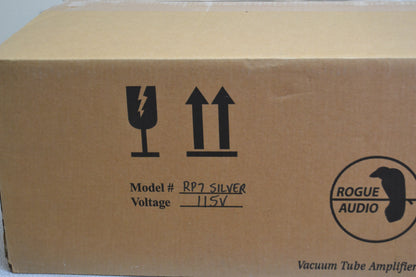 Model # RP7 SILVER
Voltage 115V
ROGUE
AUDIO
Vacuum Tube Amplifier